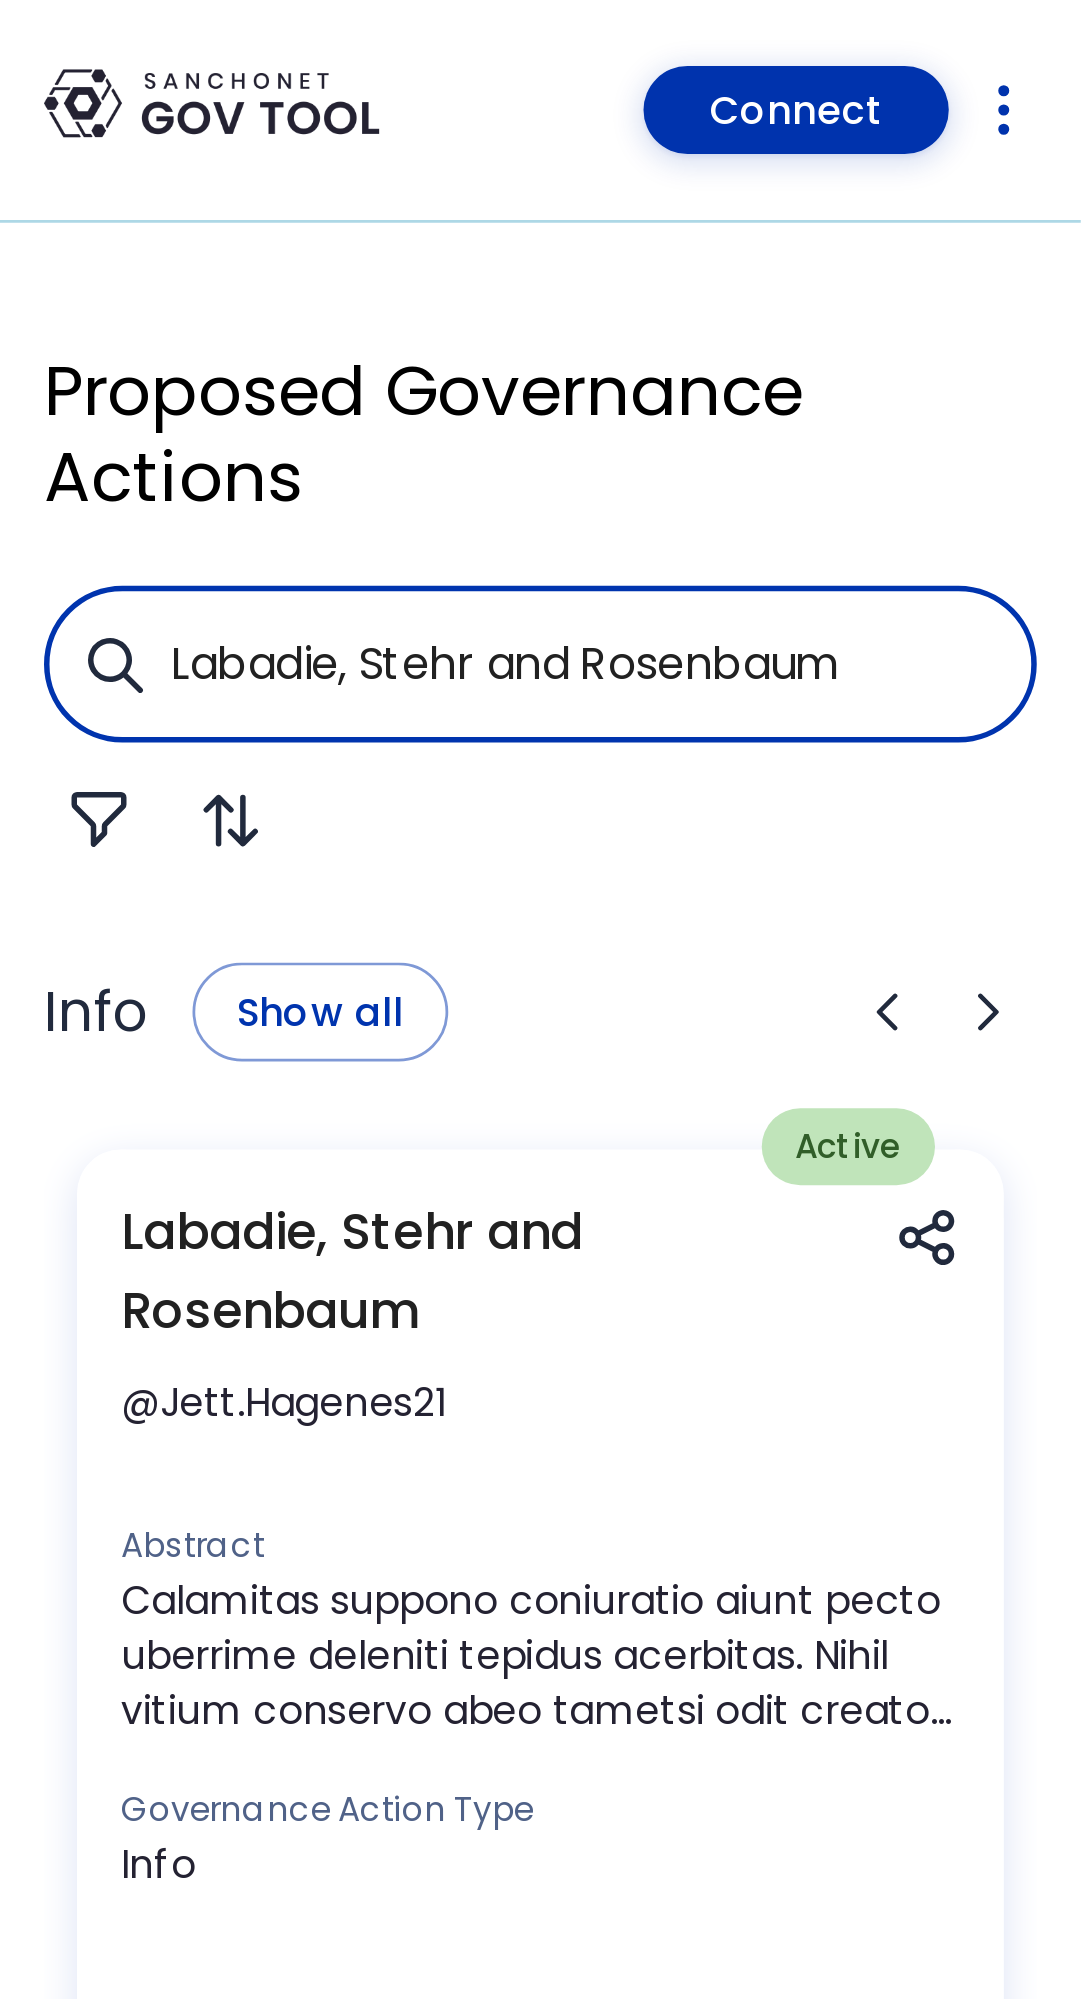 SANCHONET
GOV TOOL
Connect
Proposed Governance
Actions
Labadie, Stehr and Rosenbaum
Info
Show all
Active
Labadie, Stehr and
Rosenbaum
@Jett.Hagenes21
Abstract
Calamitas suppono coniuratio aiunt pecto
uberrime deleniti tepidus acerbitas. Nihil
vitium conservo abeo tametsi odit creato...
Governance Action Type
Info